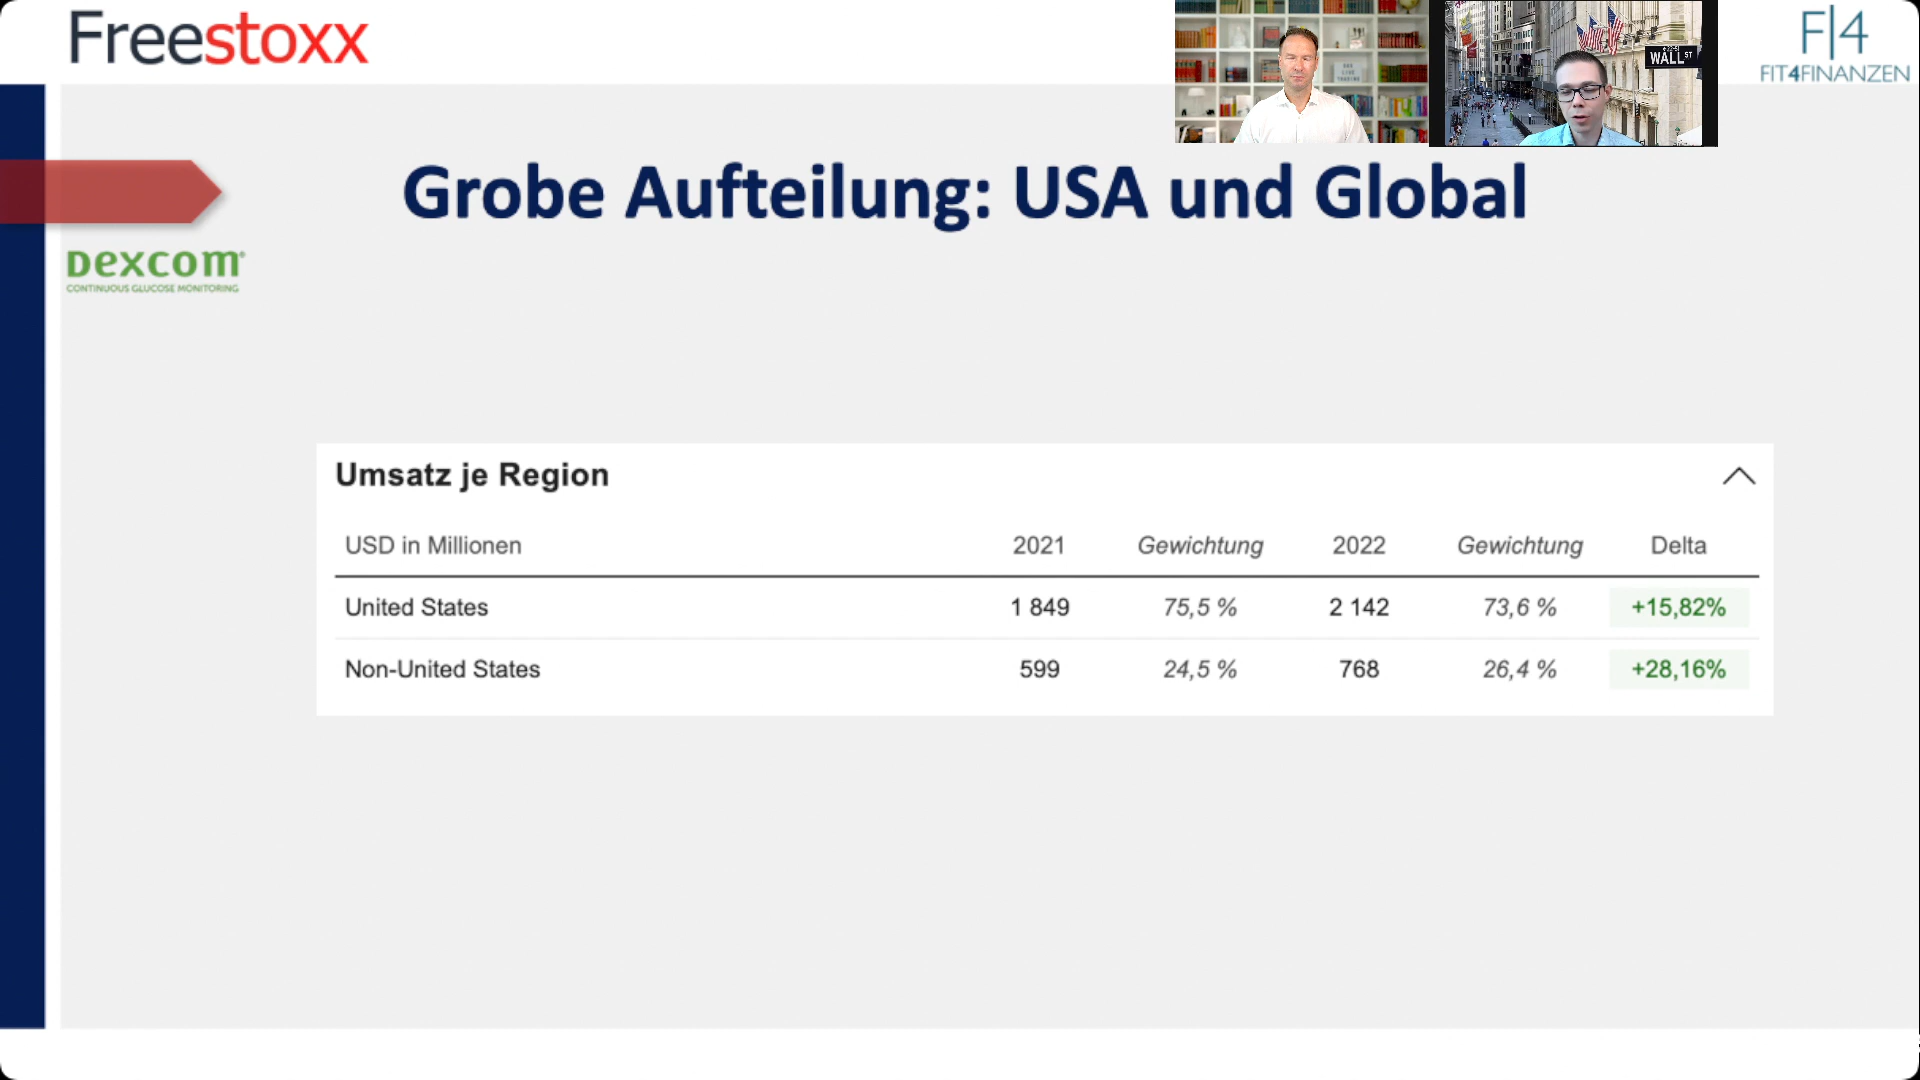 Freestoxx
WALL ST
F|4
FIT4FINANZEN
Grobe Aufteilung: USA und Global
Dexcom
CONTINUOUS GLUCOSE MONITORING
Umsatz je Region
USD in Millionen 2021 Gewichtung 2022 Gewichtung Delta
United States 1 849 75,5 % 2 142 73,6 % +15,82%
Non-United States 599 24,5 % 768 26,4 % +28,16%